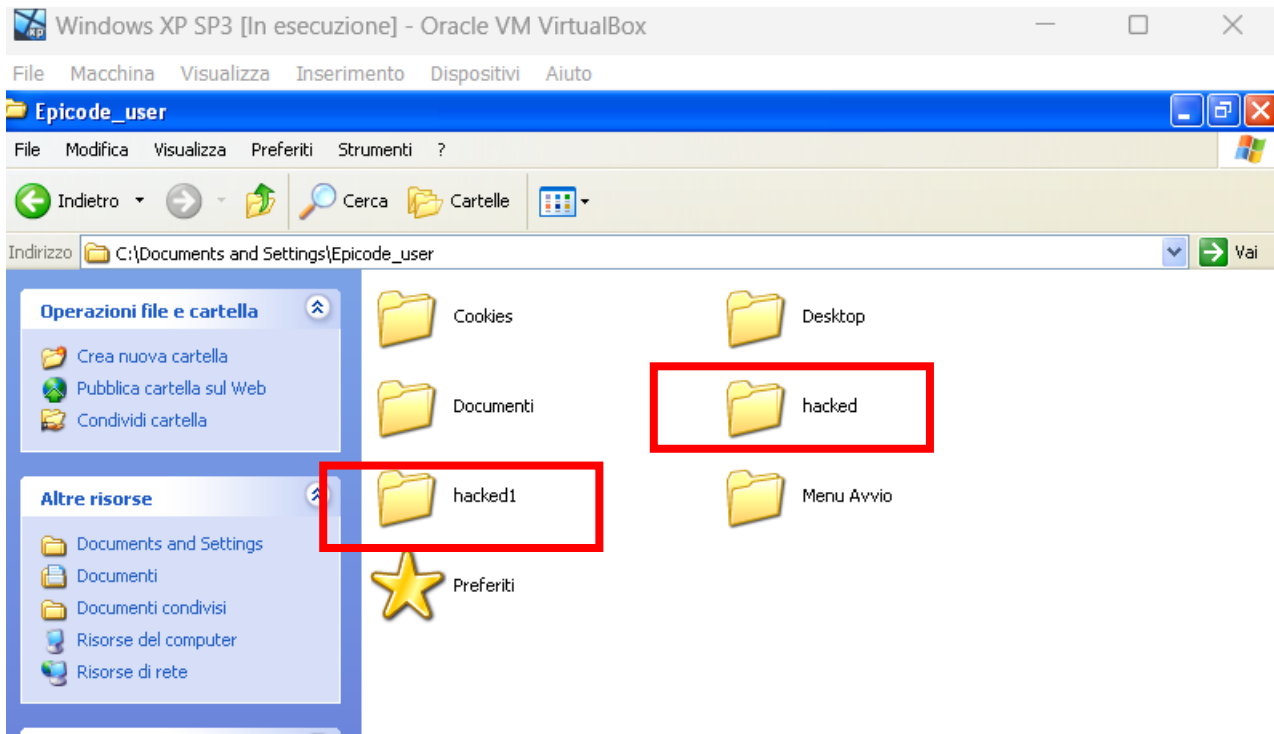 Windows XP SP3 [In esecuzione] - Oracle VM VirtualBox
File Macchina Visualizza Inserimento Dispositivi Aiuto
Epicode_user
File Modifica Visualizza Preferiti Strumenti ?
Indietro Cerca Cartelle
Indirizzo C:\Documents and Settings\Epicode_user Vai
Operazioni file e cartella
Crea nuova cartella
Pubblica cartella sul Web
Condividi cartella
Altre risorse
Documents and Settings
Documenti
Documenti condivisi
Risorse del computer
Risorse di rete
Cookies Desktop
Documenti hacked
hacked1 Menu Avvio
Preferiti